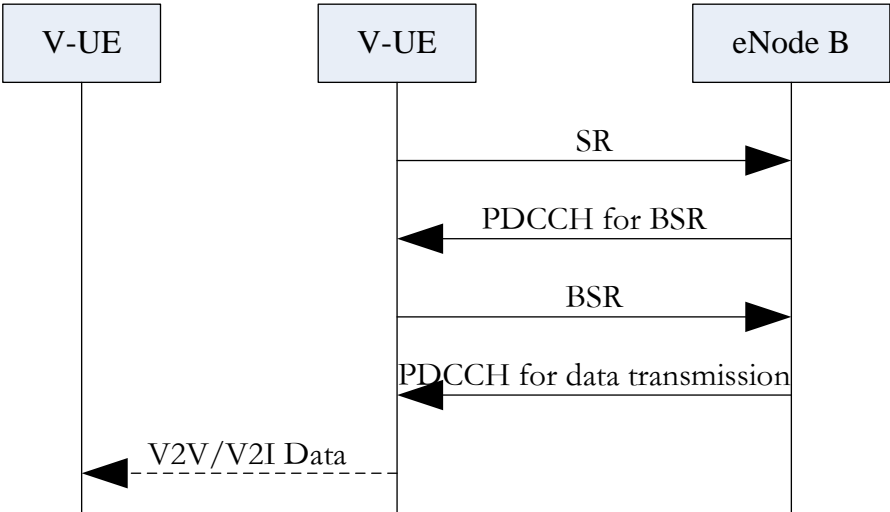 V-UE
V-UE
eNode B
SR
PDCCH for BSR
BSR
PDCCH for data transmission
V2V/V2I Data